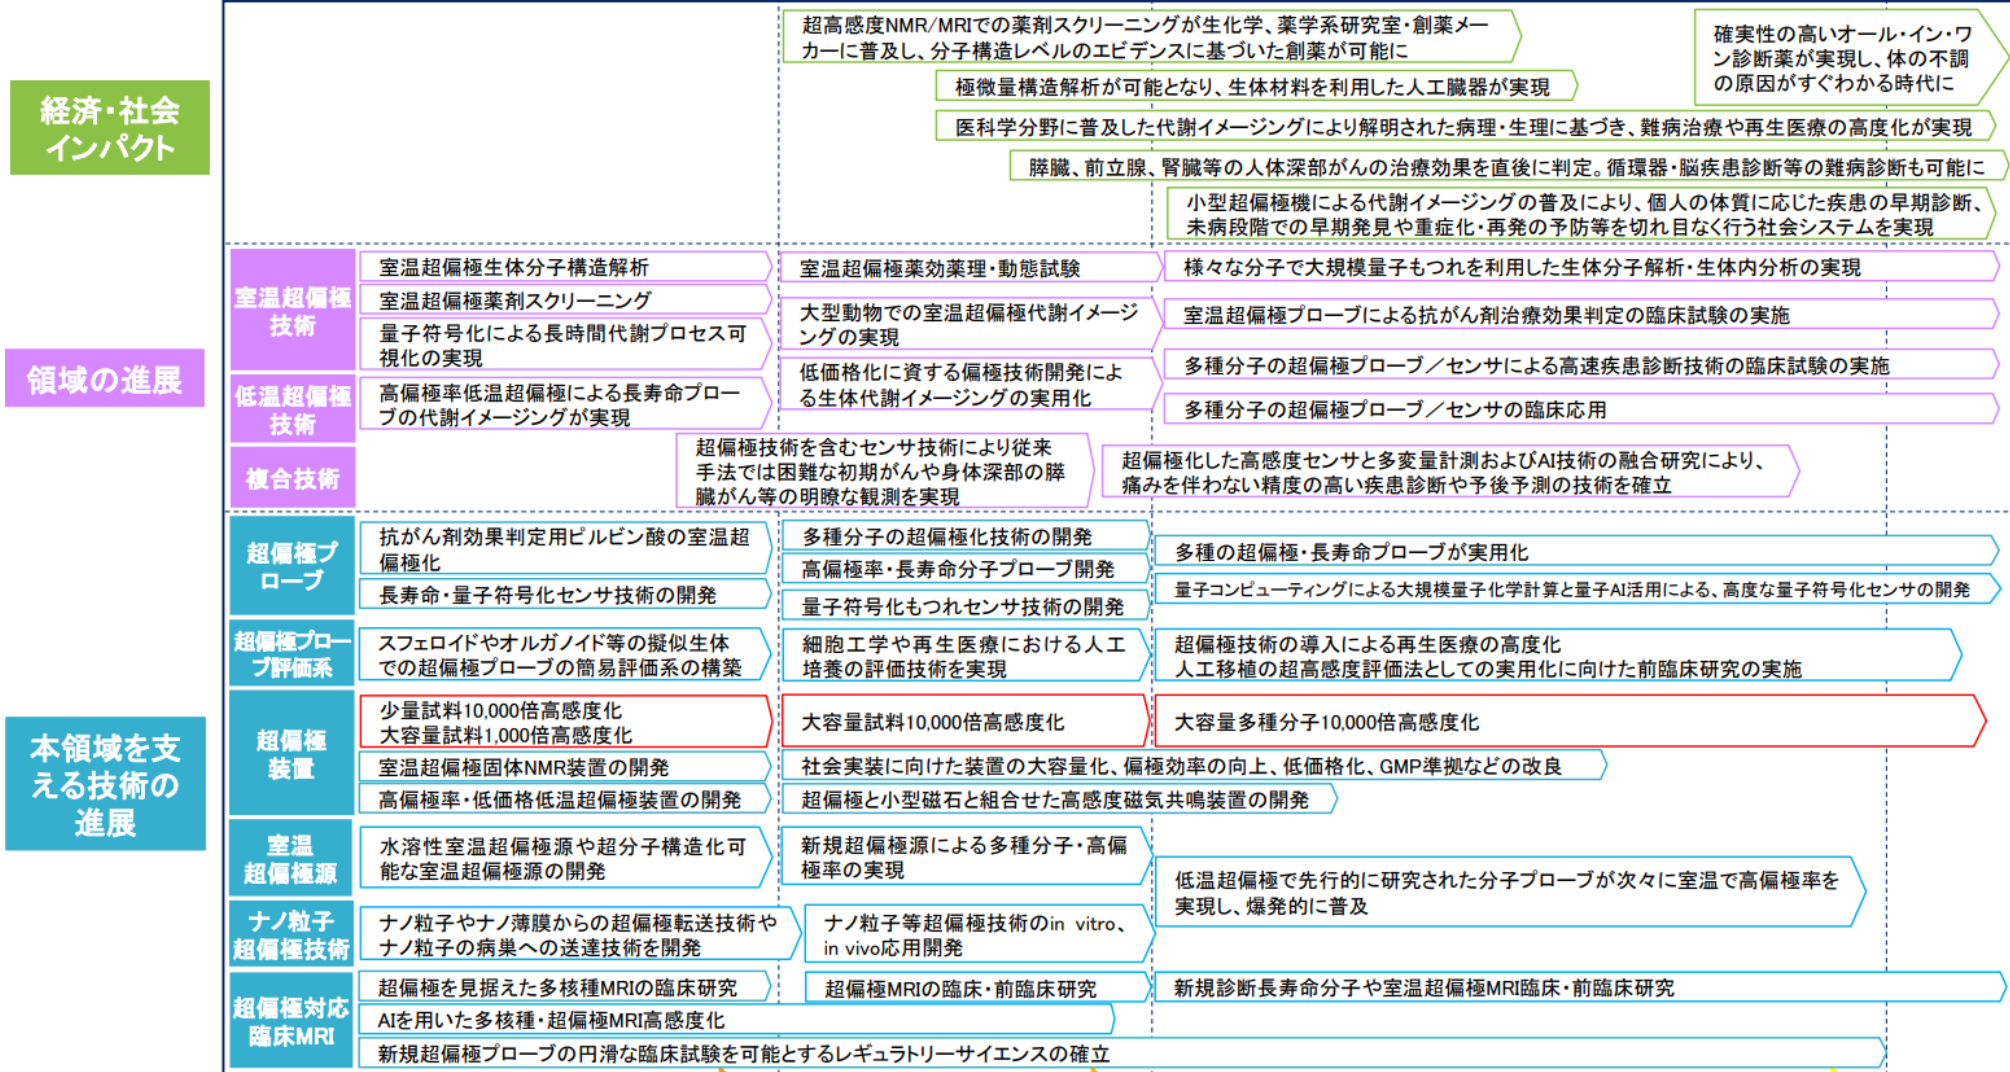 超高感度NMR/MRIでの薬剤スクリーニングが生化学、薬学系研究室・創薬メー
カーに普及し、分子構造レベルのエビデンスに基づいた創薬が可能に
確実性の高いオール・イン・ワ
ン診断薬が実現し、体の不調
の原因がすぐわかる時代に
経済・社会
インパクト
極微量構造解析が可能となり、生体材料を利用した人工臓器が実現
医科学分野に普及した代謝イメージングにより解明された病理・生理に基づき、難病治療や再生医療の高度化が実現
膵臓、前立腺、腎臓等の人体深部がんの治療効果を直後に判定。循環器・脳疾患診断等の難病診断も可能に
小型超偏極機による代謝イメージングの普及により、個人の体質に応じた疾患の早期診断、
未病段階での早期発見や重症化・再発の予防等を切れ目なく行う社会システムを実現
領域の進展
室温超偏極
技術
室温超偏極生体分子構造解析
室温超偏極薬剤スクリーニング
量子符号化による長時間代謝プロセス可
視化の実現
室温超偏極薬効薬理・動態試験
大型動物での室温超偏極代謝イメージ
ングの実現
低価格化に資する偏極技術開発によ
る生体代謝イメージングの実用化
様々な分子で大規模量子もつれを利用した生体分子解析・生体内分析の実現
室温超偏極プローブによる抗がん剤治療効果判定の臨床試験の実施
多種分子の超偏極プローブ／センサによる高速疾患診断技術の臨床試験の実施
多種分子の超偏極プローブ／センサの臨床応用
低温超偏極
技術
高偏極率低温超偏極による長寿命プロー
ブの代謝イメージングが実現
複合技術
超偏極技術を含むセンサ技術により従来
手法では困難な初期がんや身体深部の膵
臓がん等の明瞭な観測を実現
超偏極化した高感度センサと多変量計測およびAI技術の融合研究により、
痛みを伴わない精度の高い疾患診断や予後予測の技術を確立
本領域を支
える技術の
進展
超偏極プ
ローブ
抗がん剤効果判定用ピルビン酸の室温超
偏極化
長寿命・量子符号化センサ技術の開発
多種分子の超偏極化技術の開発
高偏極率・長寿命分子プローブ開発
量子符号化もつれセンサ技術の開発
多種の超偏極・長寿命プローブが実用化
量子コンピューティングによる大規模量子化学計算と量子AI活用による、高度な量子符号化センサの開発
超偏極プロー
ブ評価系
スフェロイドやオルガノイド等の擬似生体
での超偏極プローブの簡易評価系の構築
細胞工学や再生医療における人工
培養の評価技術を実現
超偏極技術の導入による再生医療の高度化
人工移植の超高感度評価法としての実用化に向けた前臨床研究の実施
超偏極
装置
少量試料10,000倍高感度化
大容量試料1,000倍高感度化
大容量試料10,000倍高感度化
大容量多種分子10,000倍高感度化
室温超偏極固体NMR装置の開発
社会実装に向けた装置の大容量化、偏極効率の向上、低価格化、GMP準拠などの改良
高偏極率・低価格低温超偏極装置の開発
超偏極と小型磁石と組合せた高感度磁気共鳴装置の開発
室温
超偏極源
水溶性室温超偏極源や超分子構造化可
能な室温超偏極源の開発
新規超偏極源による多種分子・高偏
極率の実現
低温超偏極で先行的に研究された分子プローブが次々に室温で高偏極率を
実現し、爆発的に普及
ナノ粒子
超偏極技術
ナノ粒子やナノ薄膜からの超偏極転送技術や
ナノ粒子の病巣への送達技術を開発
ナノ粒子等超偏極技術のin vitro、
in vivo応用開発
超偏極対応
臨床MRI
超偏極を見据えた多核種MRIの臨床研究
超偏極MRIの臨床・前臨床研究
新規診断長寿命分子や室温超偏極MRI臨床・前臨床研究
AIを用いた多核種・超偏極MRI高感度化
新規超偏極プローブの円滑な臨床試験を可能とするレギュラトリーサイエンスの確立